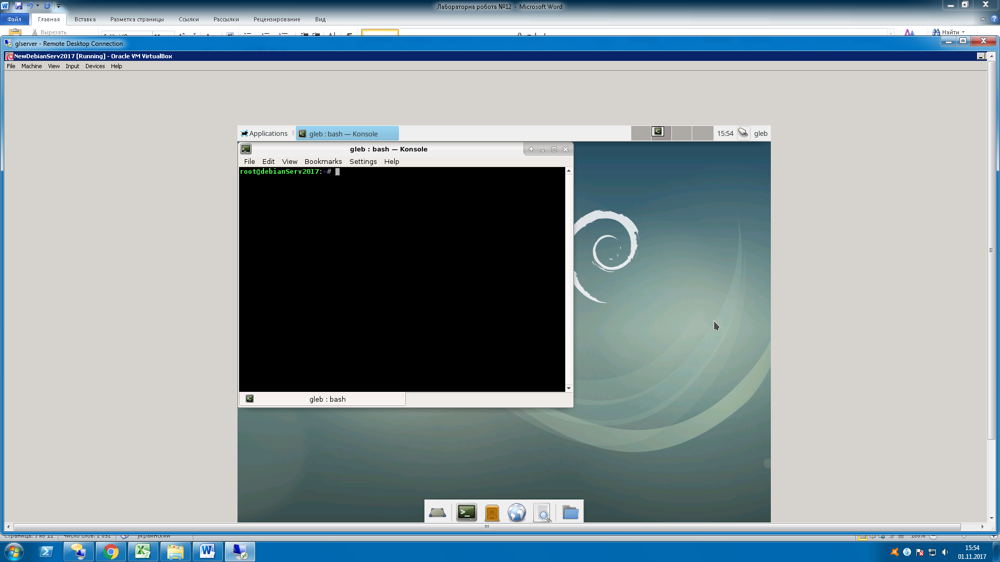 Лабораторна робота №12 - Microsoft Word
Файл Главная Вставка Разметка страницы Ссылки Рассылки Рецензирование Вид
Вырезать Найти
glserver - Remote Desktop Connection
NewDebianServ2017 [Running] - Oracle VM VirtualBox
File Machine View Input Devices Help
Applications gleb : bash — Konsole 15:54 gleb
gleb : bash — Konsole
File Edit View Bookmarks Settings Help
root@debianServ2017:~#
gleb : bash
Страница: 5 из 11 Число слов: 2 032 украинский 100%
15:54
01.11.2017